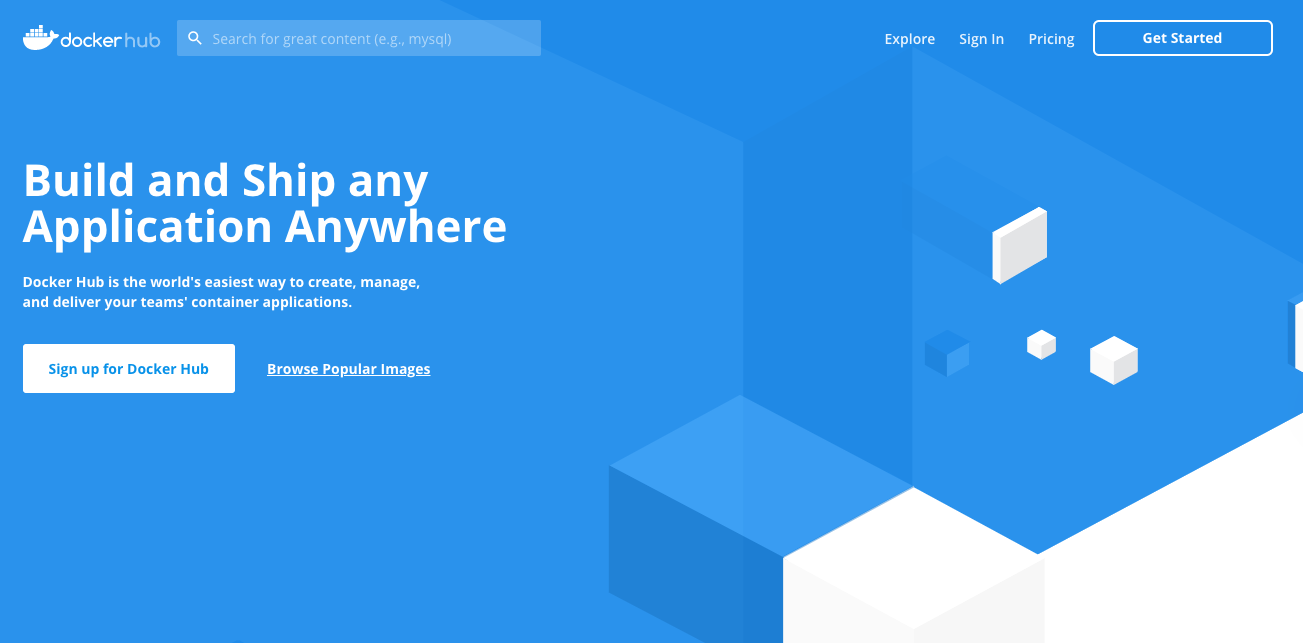 dockerhub
Search for great content (e.g., mysql)
Explore
Sign In
Pricing
Get Started
Build and Ship any
Application Anywhere
Docker Hub is the world's easiest way to create, manage,
and deliver your teams' container applications.
Sign up for Docker Hub
Browse Popular Images